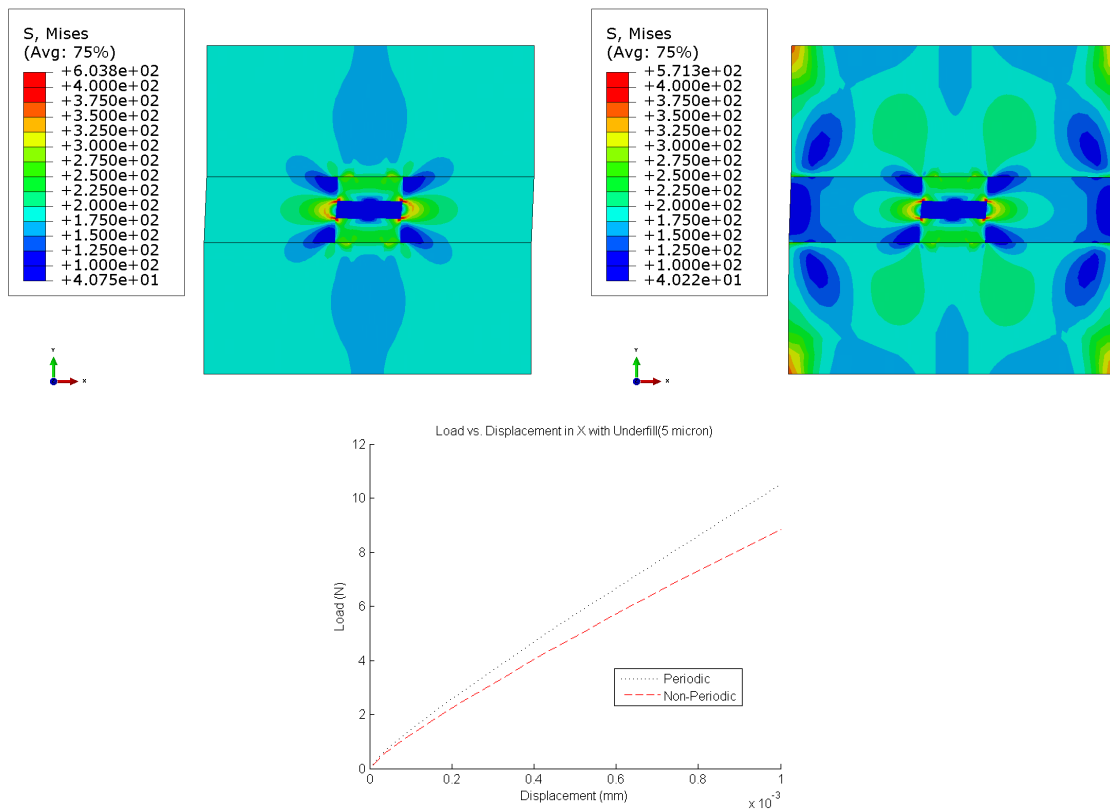 S, Mises
(Avg: 75%)
+6.038e+02
+4.000e+02
+3.750e+02
+3.500e+02
+3.250e+02
+3.000e+02
+2.750e+02
+2.500e+02
+2.250e+02
+2.000e+02
+1.750e+02
+1.500e+02
+1.250e+02
+1.000e+02
+4.075e+01
Y
X
S, Mises
(Avg: 75%)
+5.713e+02
+4.000e+02
+3.750e+02
+3.500e+02
+3.250e+02
+3.000e+02
+2.750e+02
+2.500e+02
+2.250e+02
+2.000e+02
+1.750e+02
+1.500e+02
+1.250e+02
+1.000e+02
+4.022e+01
Y
X
Load vs. Displacement in X with Underfill(5 micron)
12
10
8
6
4
2
0
Load (N)
Periodic
Non-Periodic
0 0.2 0.4 0.6 0.8 1
Displacement (mm)
x 10⁻³